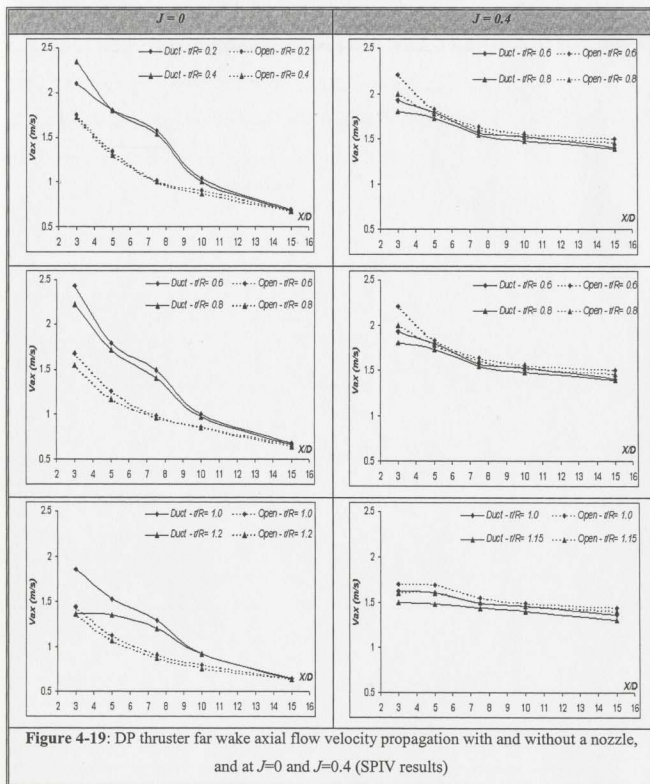 J = 0
J = 0.4
Duct - r/R= 0.2
Open - r/R= 0.2
Duct - r/R= 0.4
Open - r/R= 0.4
Vax (m/s)
2.5
2
1.5
1
0.5
X/D
2 3 4 5 6 7 8 9 10 11 12 13 14 15 16
Duct - r/R= 0.6
Open - r/R= 0.6
Duct - r/R= 0.8
Open - r/R= 0.8
Vax (m/s)
2.5
2
1.5
1
0.5
X/D
2 3 4 5 6 7 8 9 10 11 12 13 14 15 16
Duct - r/R= 0.6
Open - r/R= 0.6
Duct - r/R= 0.8
Open - r/R= 0.8
Vax (m/s)
2.5
2
1.5
1
0.5
X/D
2 3 4 5 6 7 8 9 10 11 12 13 14 15 16
Duct - r/R= 0.6
Open - r/R= 0.6
Duct - r/R= 0.8
Open - r/R= 0.8
Vax (m/s)
2.5
2
1.5
1
0.5
X/D
2 3 4 5 6 7 8 9 10 11 12 13 14 15 16
Duct - r/R= 1.0
Open - r/R= 1.0
Duct - r/R= 1.2
Open - r/R= 1.2
Vax (m/s)
2.5
2
1.5
1
0.5
X/D
2 3 4 5 6 7 8 9 10 11 12 13 14 15 16
Duct - r/R= 1.0
Open - r/R= 1.0
Duct - r/R= 1.15
Open - r/R= 1.15
Vax (m/s)
2.5
2
1.5
1
0.5
X/D
2 3 4 5 6 7 8 9 10 11 12 13 14 15 16
Figure 4-19: DP thruster far wake axial flow velocity propagation with and without a nozzle,
and at J=0 and J=0.4 (SPIV results)